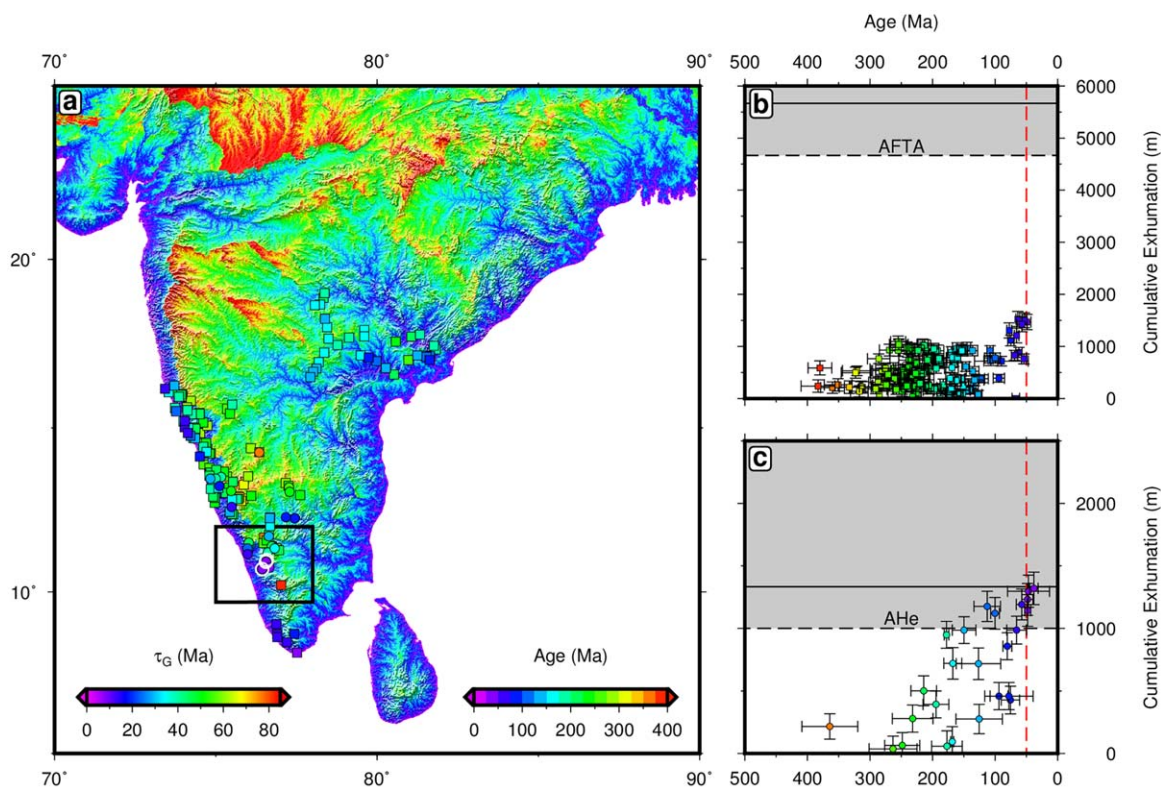 70° 80° 90°
a
20°
10°
τG (Ma)
0 20 40 60 80
Age (Ma)
0 100 200 300 400
70° 80° 90°
Age (Ma)
500 400 300 200 100 0
b
AFTA
6000
5000
4000
3000
2000
1000
0
Cumulative Exhumation (m)
c
AHe
2000
1000
0
Cumulative Exhumation (m)
500 400 300 200 100 0